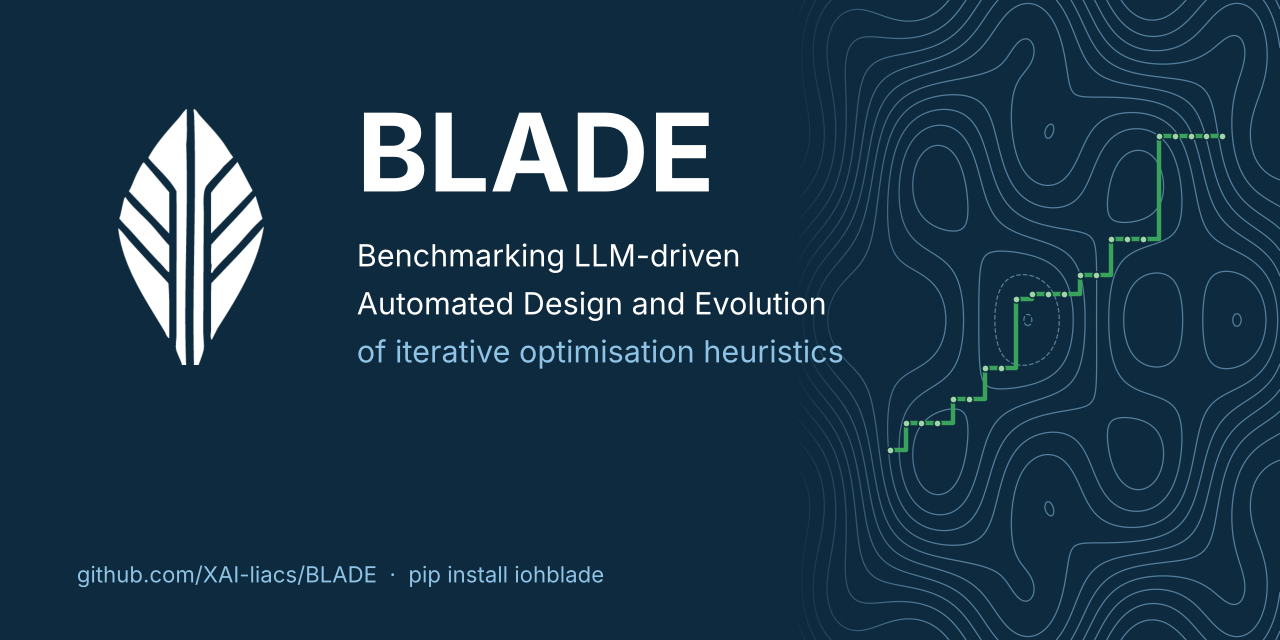 BLADE
Benchmarking LLM-driven
Automated Design and Evolution
of iterative optimisation heuristics
github.com/XAI-liacs/BLADE · pip install iohblade